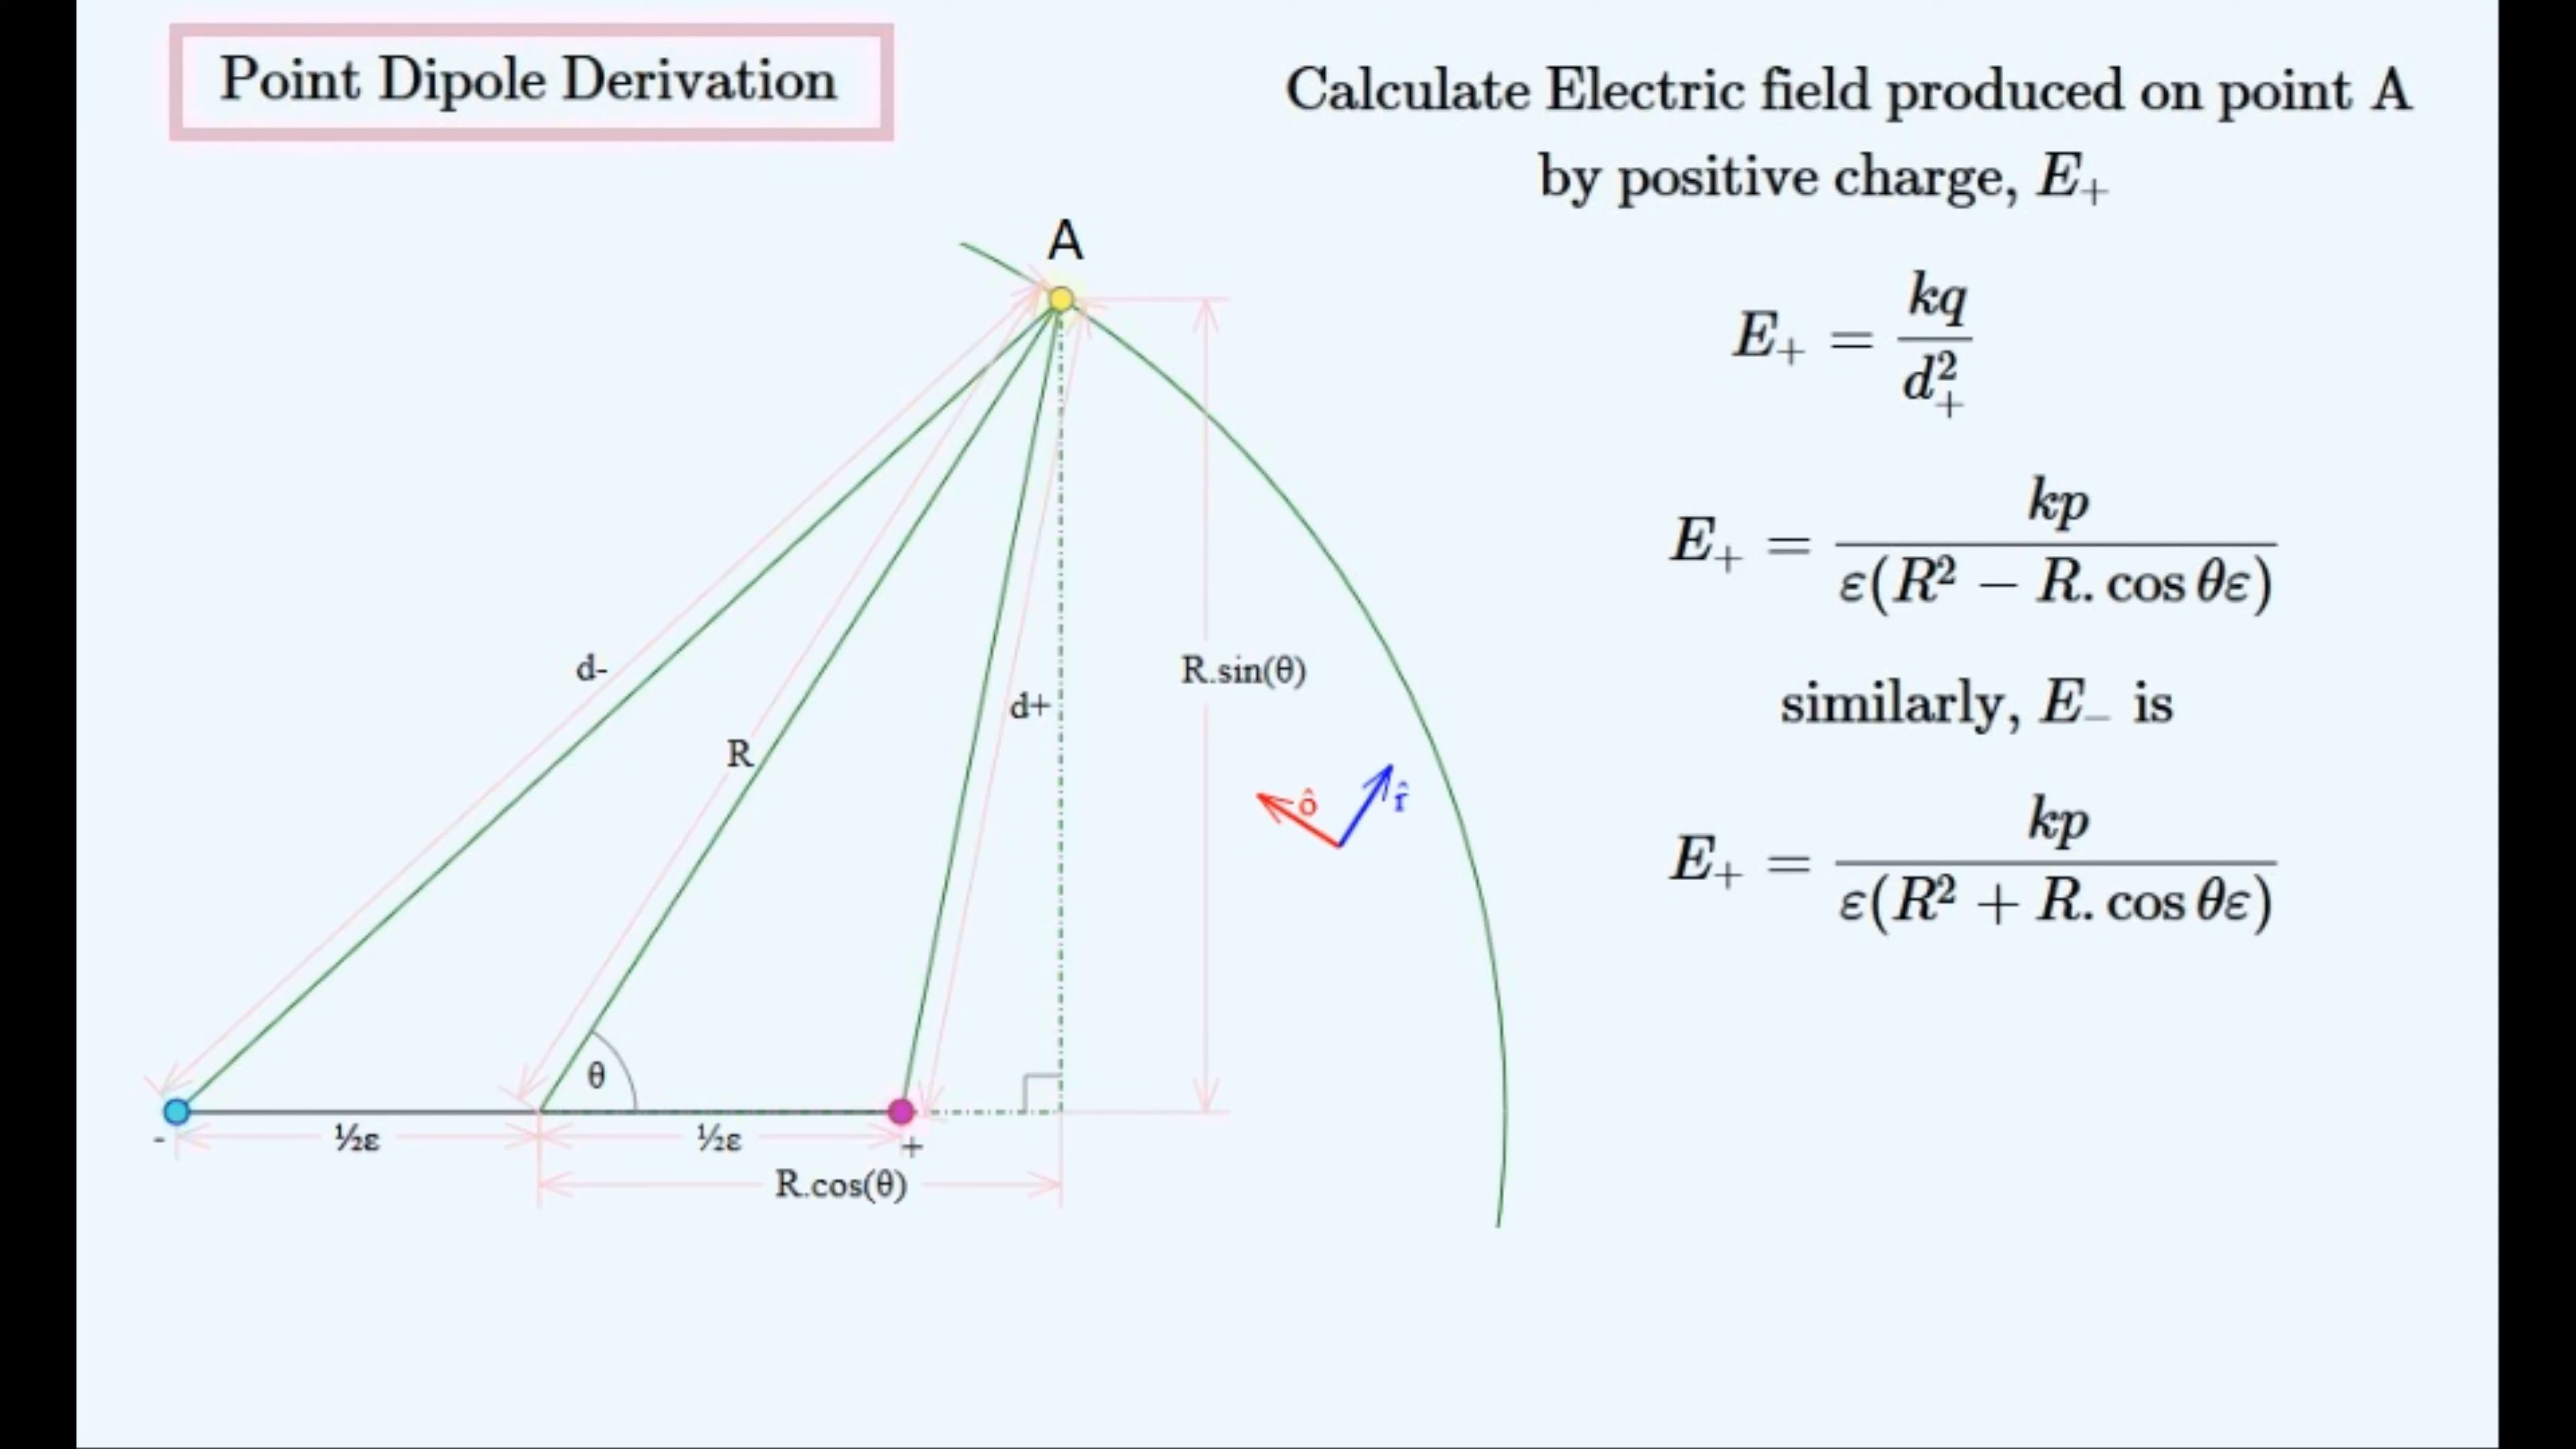 Point Dipole Derivation
Calculate Electric field produced on point A
by positive charge, E₊
E₊ = kq / d₊²
E₊ = kp / ε(R² − R. cos θε)
similarly, E₋ is
E₊ = kp / ε(R² + R. cos θε)
A
d-
R
d+
R.sin(θ)
ô
r̂
θ
-
½ε
½ε
+
R.cos(θ)